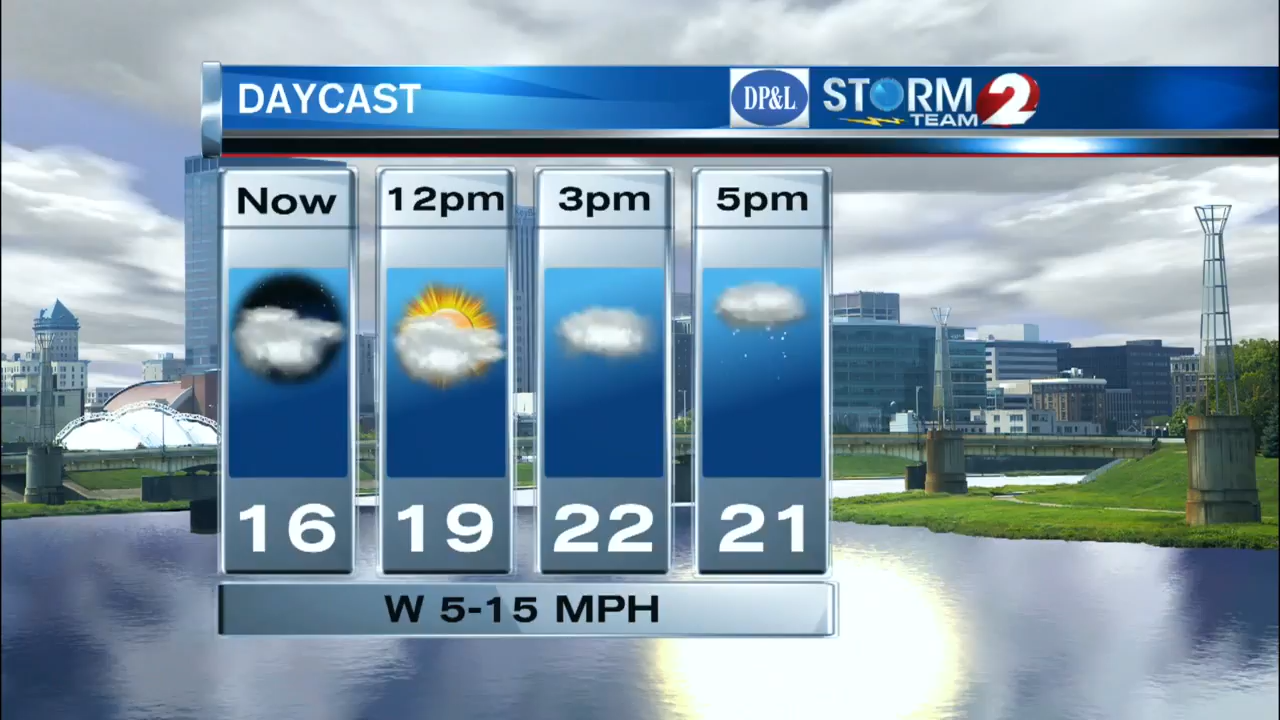 DAYCAST
DP&L
STORM
TEAM
2
Now
12pm
3pm
5pm
16
19
22
21
W 5-15 MPH